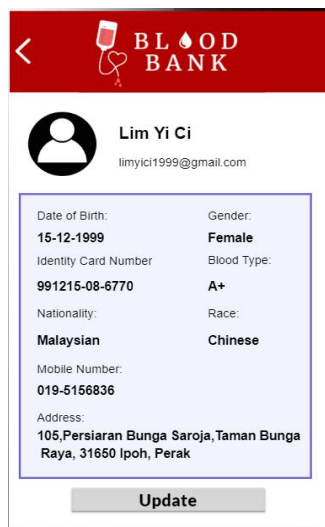 BLOOD
BANK
Lim Yi Ci
limyici1999@gmail.com
Date of Birth: Gender:
15-12-1999 Female
Identity Card Number Blood Type:
991215-08-6770 A+
Nationality: Race:
Malaysian Chinese
Mobile Number:
019-5156836
Address:
105,Persiaran Bunga Saroja,Taman Bunga
Raya, 31650 Ipoh, Perak
Update